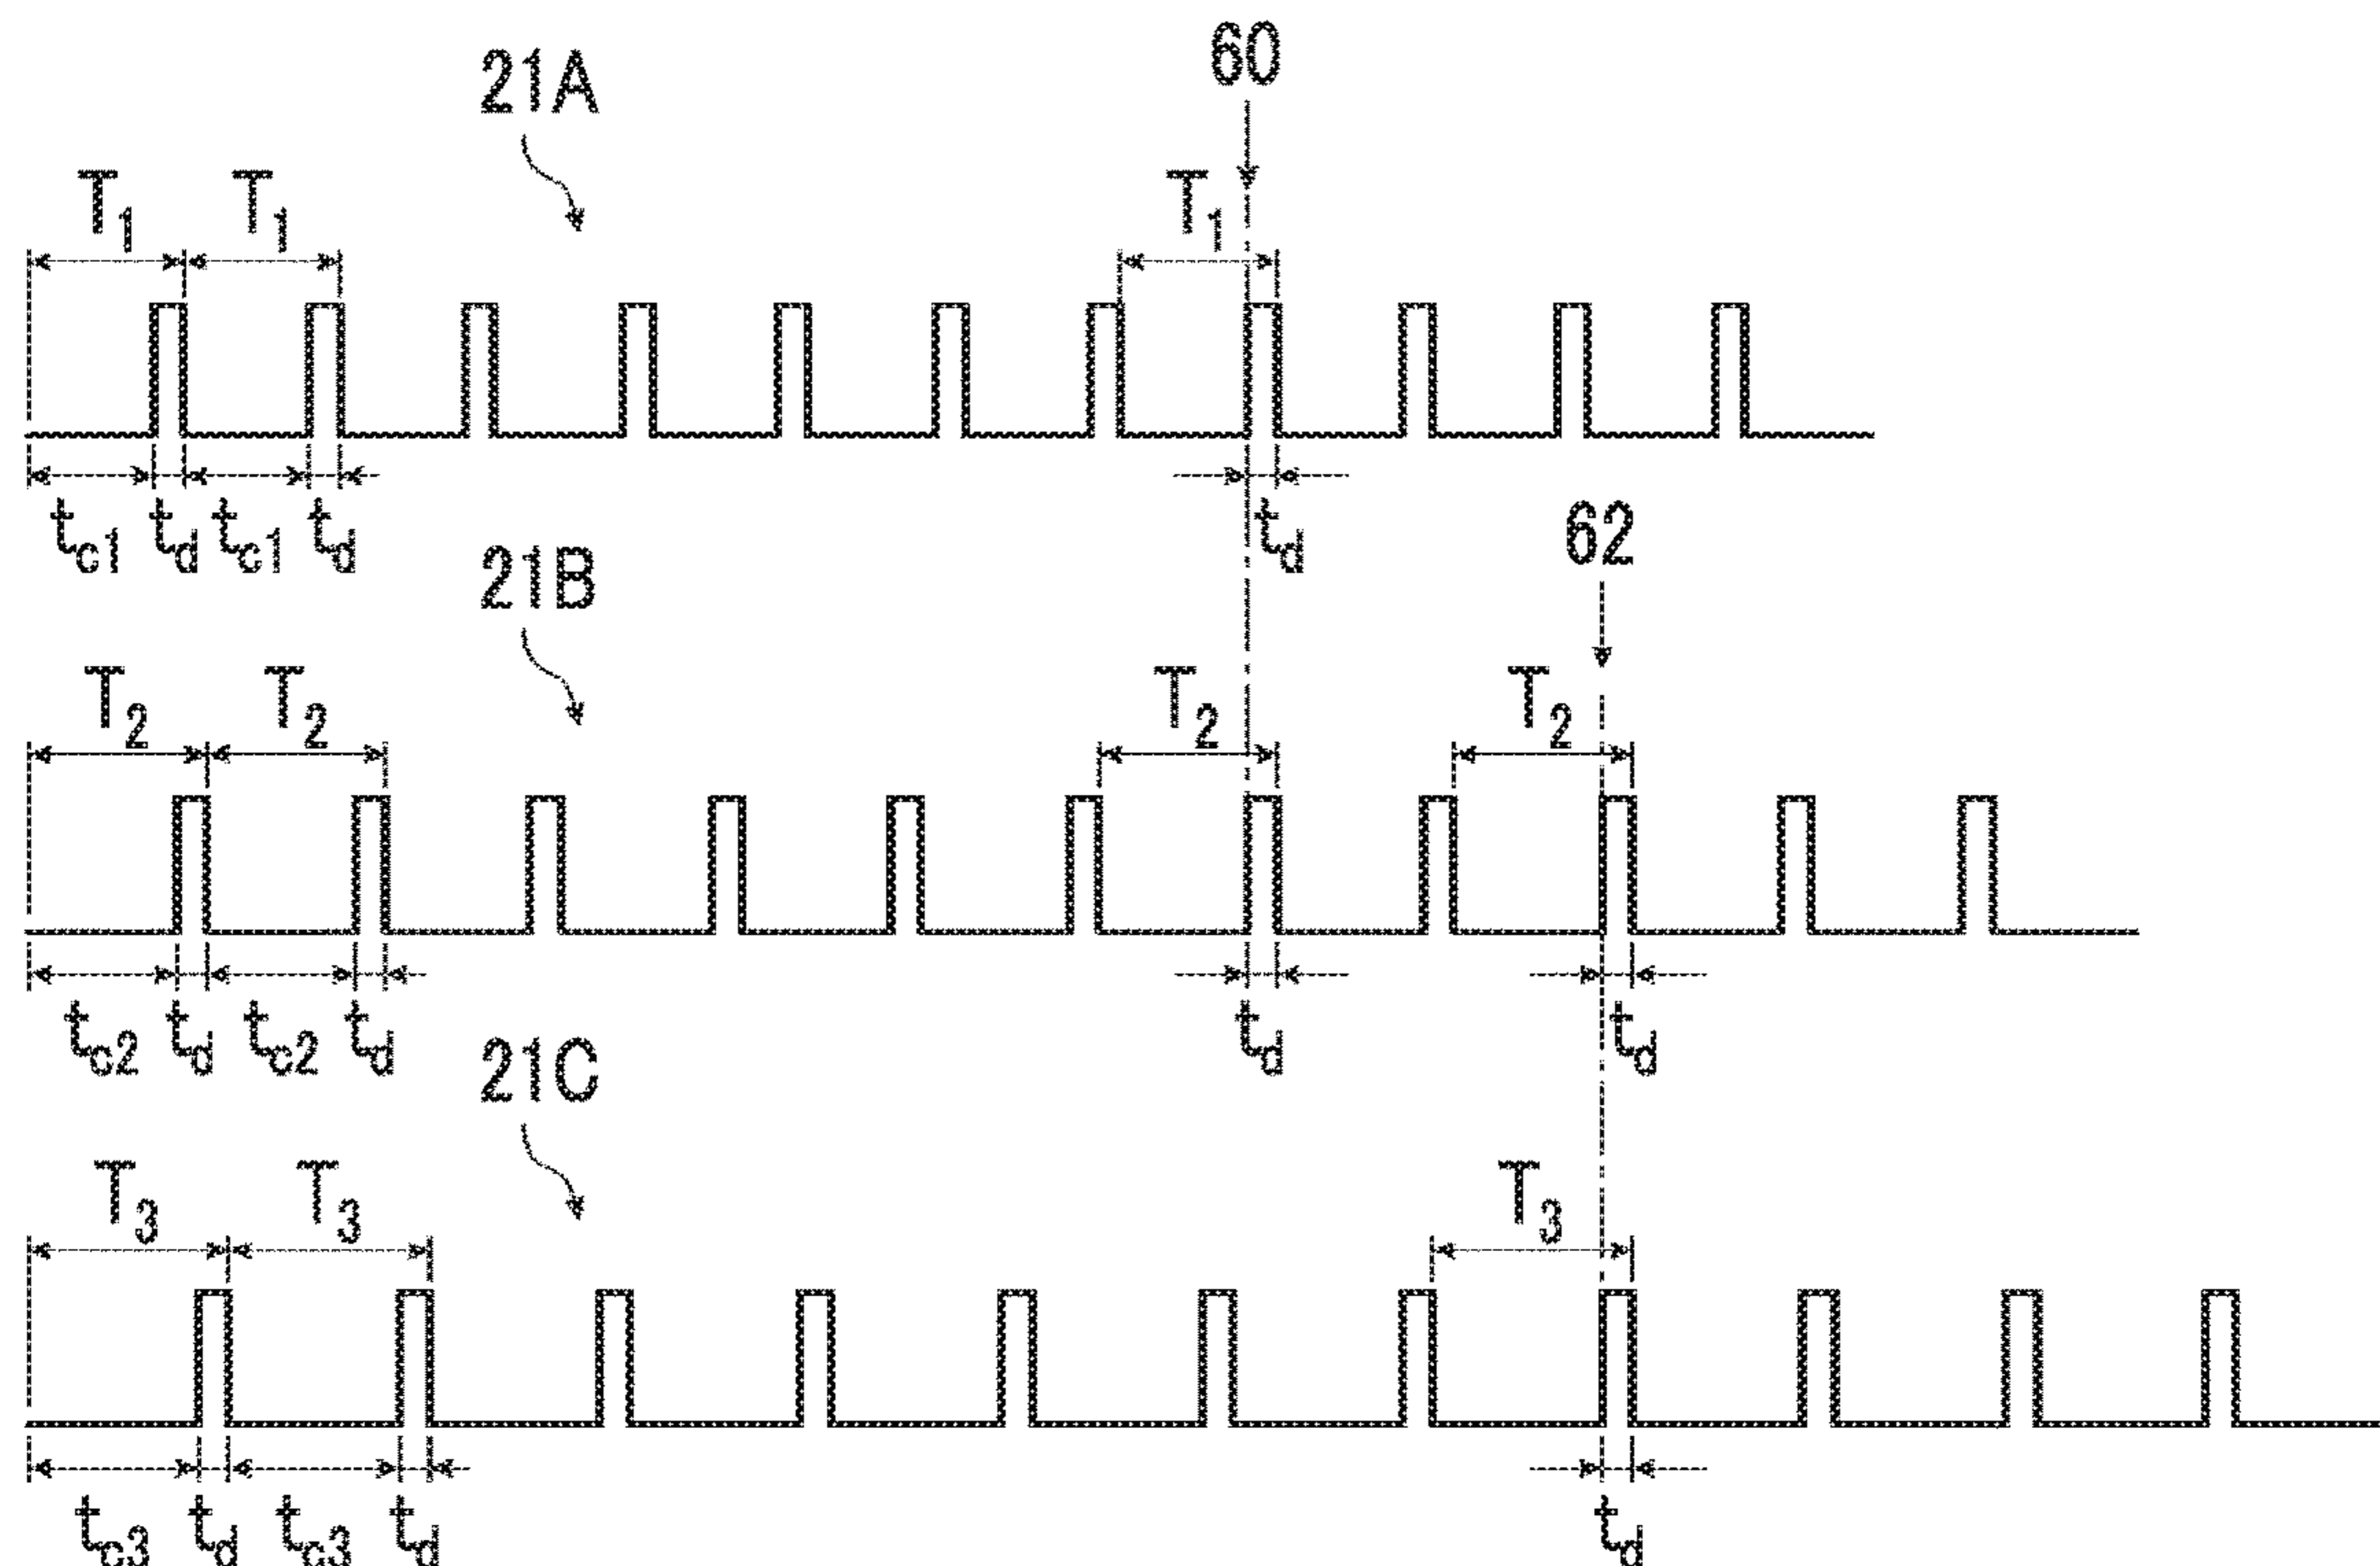 60
21A
T1 T1 T1
tc1 td tc1 td td
62
21B
T2 T2 T2 T2
tc2 td tc2 td td td
21C
T3 T3 T3
tc3 td tc3 td td